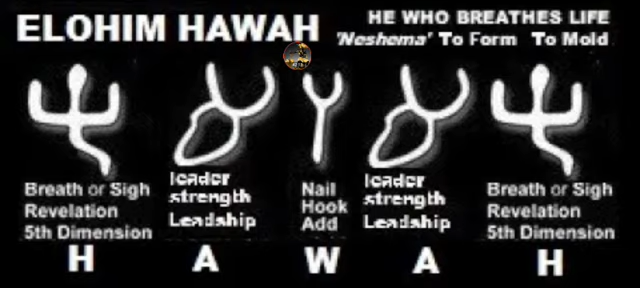 ELOHIM HAWAH
HE WHO BREATHES LIFE
'Neshema' To Form To Mold
Breath or Sigh
Revelation
5th Dimension
leader
strength
Leadship
Nail
Hook
Add
leader
strength
Leadship
Breath or Sigh
Revelation
5th Dimension
H A W A H